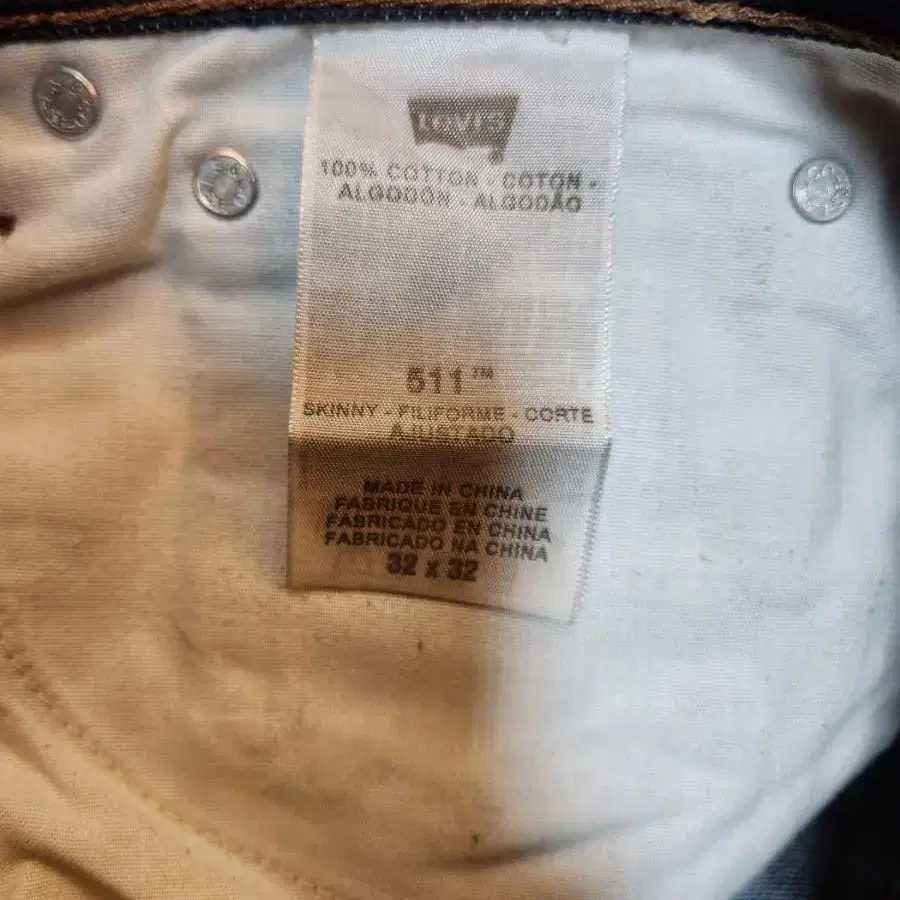 LEVI'S
100% COTTON - COTON -
ALGODÓN - ALGODÃO
511™
SKINNY - FILIFORME - CORTE
AJUSTADO
MADE IN CHINA
FABRIQUE EN CHINE
FABRICADO EN CHINA
FABRICADO NA CHINA
32 x 32